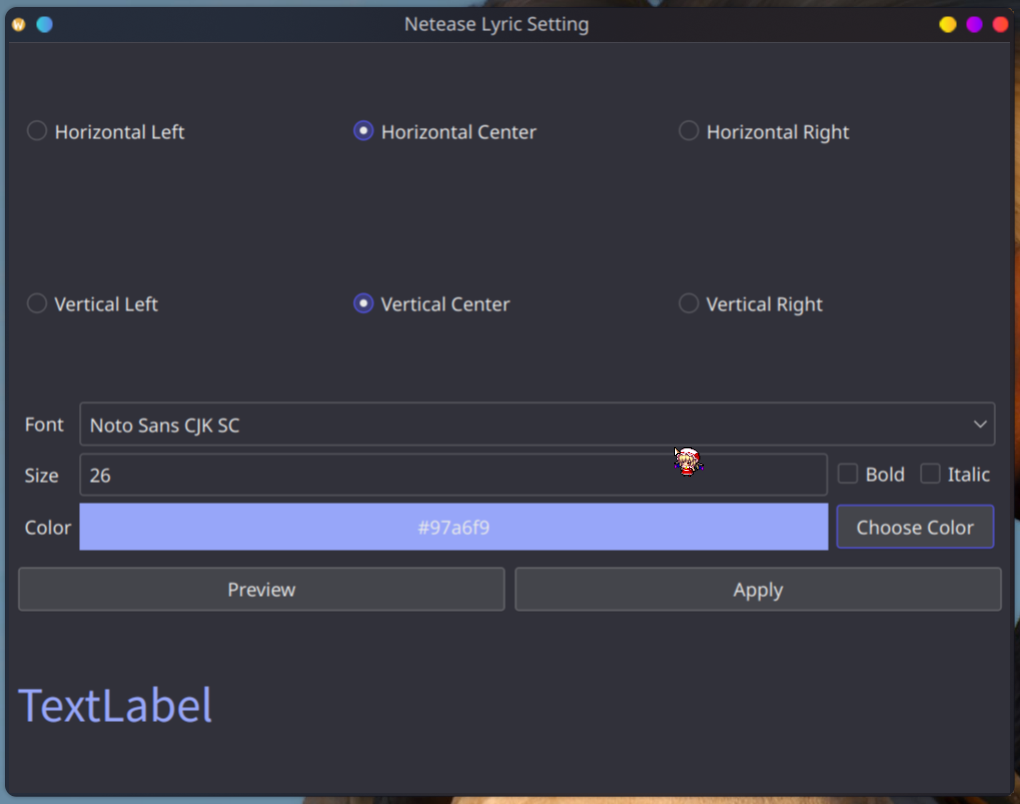 Netease Lyric Setting
Horizontal Left Horizontal Center Horizontal Right
Vertical Left Vertical Center Vertical Right
Font Noto Sans CJK SC
Size 26 Bold Italic
Color #97a6f9 Choose Color
Preview Apply
TextLabel